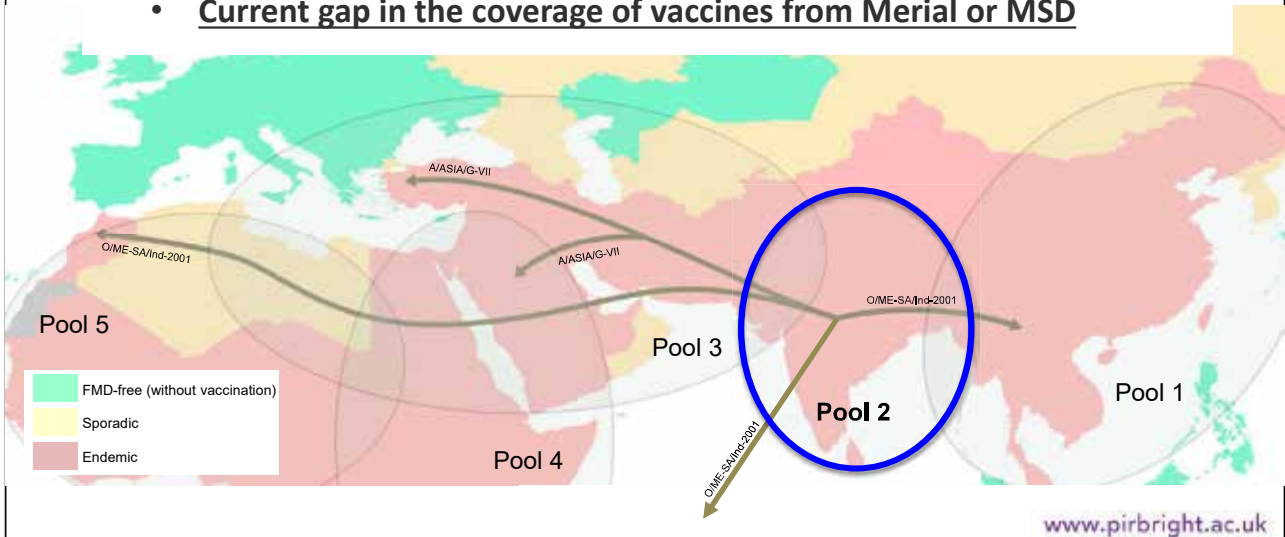 • Current gap in the coverage of vaccines from Merial or MSD
A/ASIA/G-VII
O/ME-SA/Ind-2001
A/ASIA/G-VII
O/ME-SA/Ind-2001
Pool 5
Pool 3
Pool 1
FMD-free (without vaccination)
Sporadic
Endemic
Pool 2
Pool 4
O/ME-SA/Ind-2001
www.pirbright.ac.uk